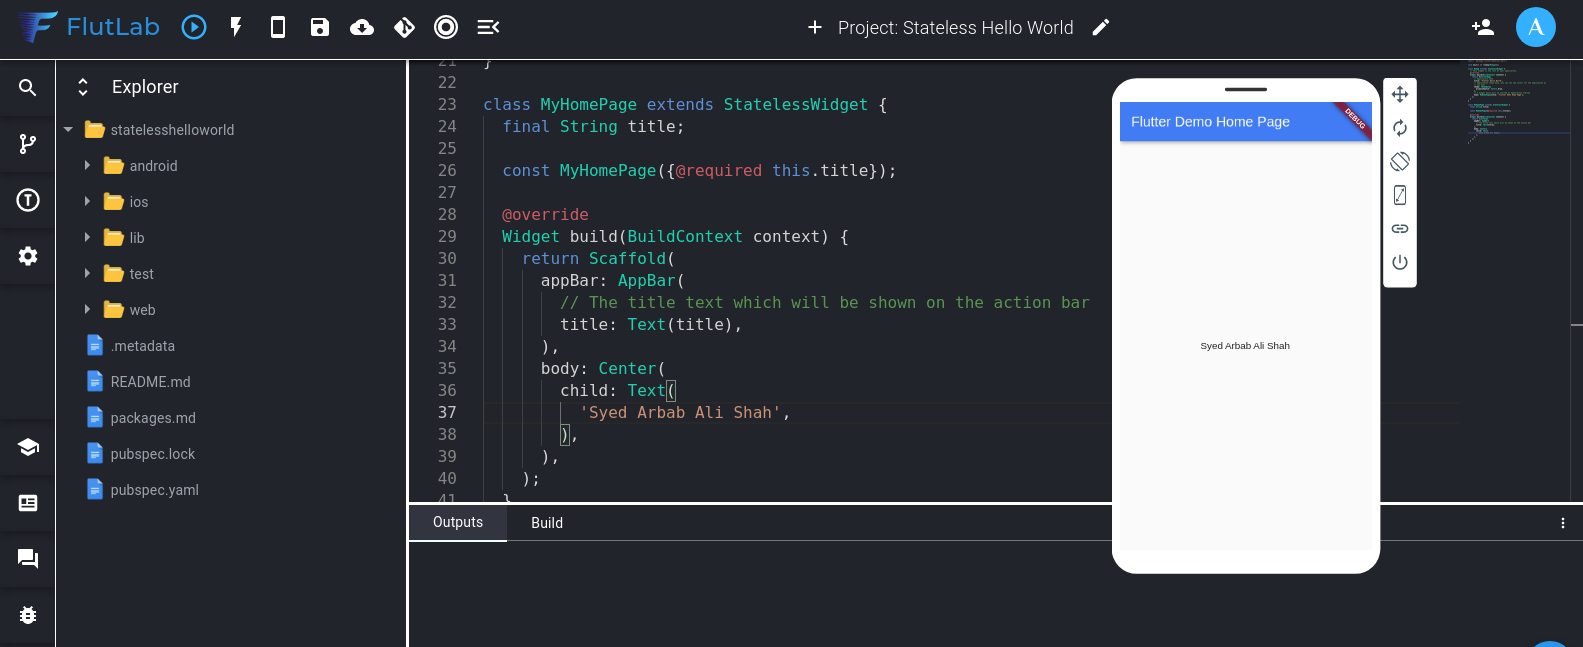 FlutLab
Project: Stateless Hello World
A
Explorer
statelesshelloworld
android
ios
lib
test
web
.metadata
README.md
packages.md
pubspec.lock
pubspec.yaml
21 }
22
23 class MyHomePage extends StatelessWidget {
24 final String title;
25
26 const MyHomePage({@required this.title});
27
28 @override
29 Widget build(BuildContext context) {
30 return Scaffold(
31 appBar: AppBar(
32 // The title text which will be shown on the action bar
33 title: Text(title),
34 ),
35 body: Center(
36 child: Text(
37 'Syed Arbab Ali Shah',
38 ),
39 ),
40 );
41 }
Flutter Demo Home Page
DEBUG
Syed Arbab Ali Shah
Outputs Build